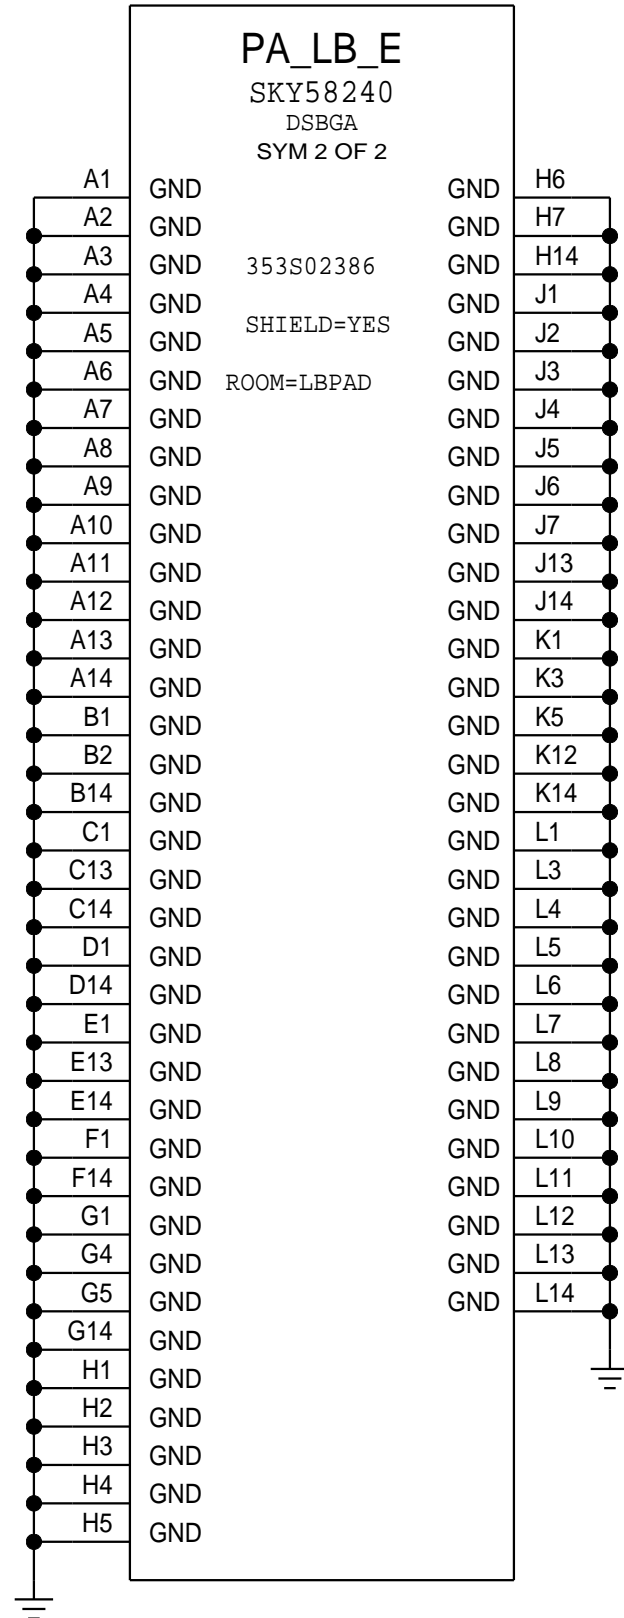 PA_LB_E
SKY58240
DSBGA
SYM 2 OF 2
A1 GND GND H6
A2 GND GND H7
A3 GND 353S02386 GND H14
A4 GND GND J1
SHIELD=YES
A5 GND GND J2
A6 GND ROOM=LBPAD GND J3
A7 GND GND J4
A8 GND GND J5
A9 GND GND J6
A10 GND GND J7
A11 GND GND J13
A12 GND GND J14
A13 GND GND K1
A14 GND GND K3
B1 GND GND K5
B2 GND GND K12
B14 GND GND K14
C1 GND GND L1
C13 GND GND L3
C14 GND GND L4
D1 GND GND L5
D14 GND GND L6
E1 GND GND L7
E13 GND GND L8
E14 GND GND L9
F1 GND GND L10
F14 GND GND L11
G1 GND GND L12
G4 GND GND L13
G5 GND GND L14
G14 GND
H1 GND
H2 GND
H3 GND
H4 GND
H5 GND